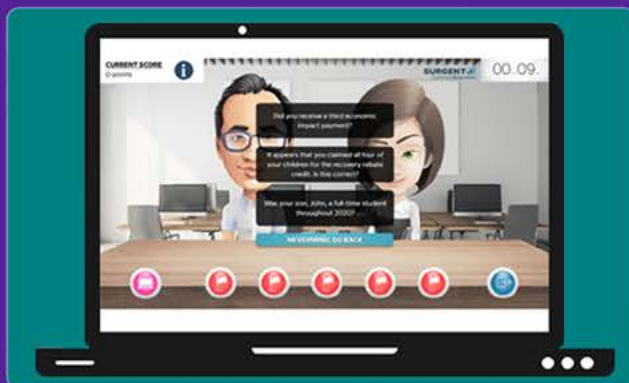 CURRENT SCORE
0 points
i
SURGENT
00:09
Did you receive a third economic
impact payment?
It appears that you claimed all four of
your children for the recovery rebate
credit. Is this correct?
Was your son, John, a full-time student
throughout 2020?
NEVERMIND, GO BACK